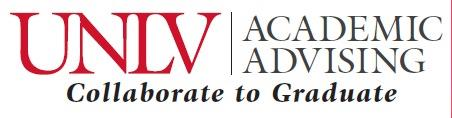 UNLV
ACADEMIC
ADVISING
Collaborate to Graduate